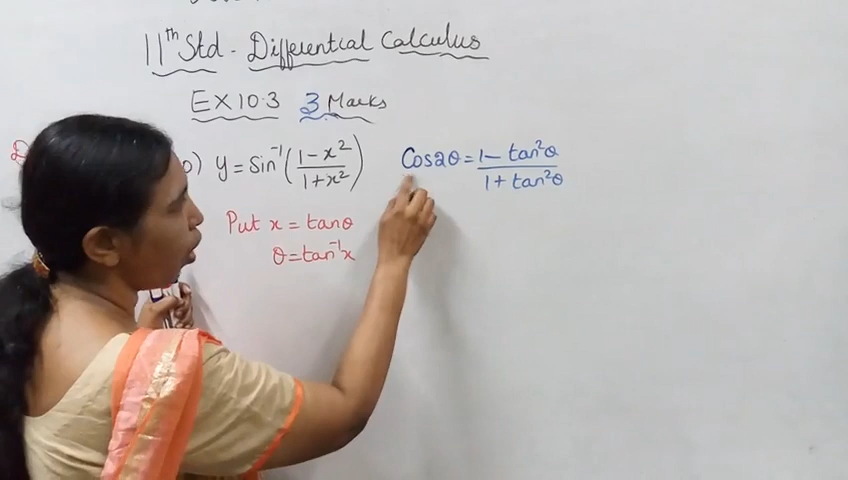 11th Std - Differential Calculus
EX 10.3 3 Marks
) y = Sin⁻¹((1-x²)/(1+x²)) Cos2θ = (1 - tan²θ)/(1 + tan²θ)
Put x = tanθ
θ = tan⁻¹x